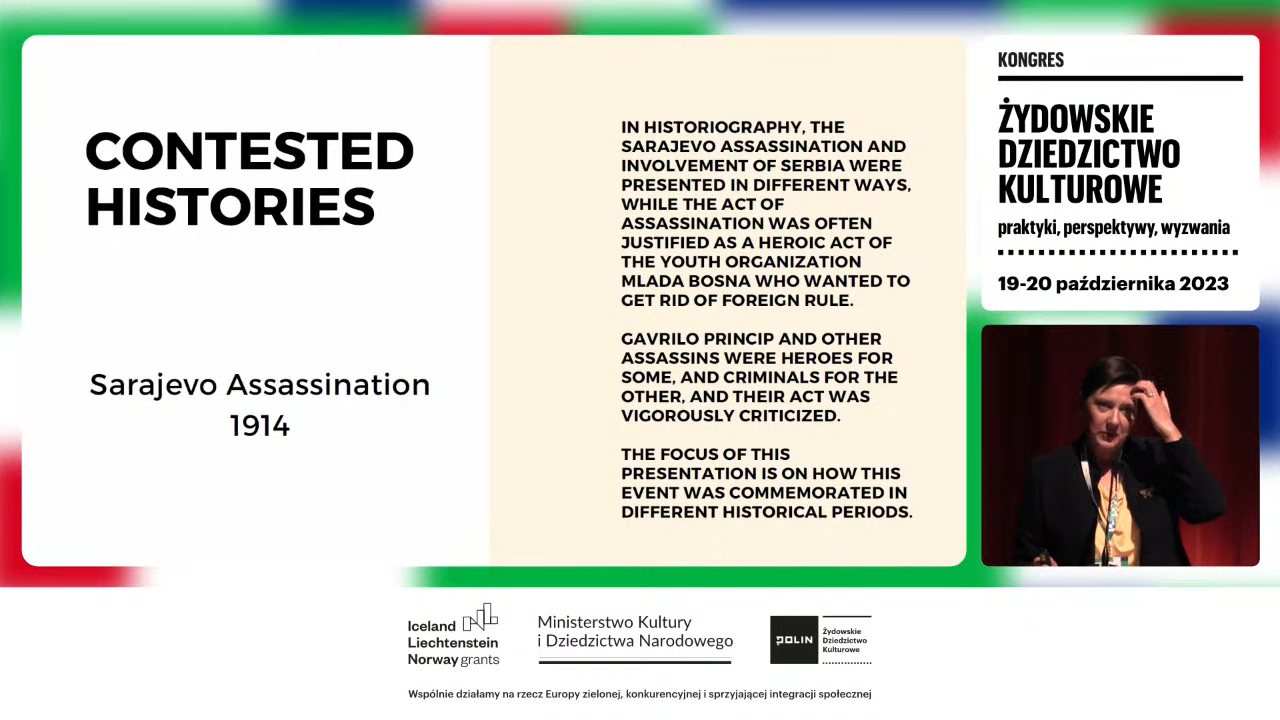 CONTESTED
HISTORIES
Sarajevo Assassination
1914
IN HISTORIOGRAPHY, THE
SARAJEVO ASSASSINATION AND
INVOLVEMENT OF SERBIA WERE
PRESENTED IN DIFFERENT WAYS,
WHILE THE ACT OF
ASSASSINATION WAS OFTEN
JUSTIFIED AS A HEROIC ACT OF
THE YOUTH ORGANIZATION
MLADA BOSNA WHO WANTED TO
GET RID OF FOREIGN RULE.
GAVRILO PRINCIP AND OTHER
ASSASSINS WERE HEROES FOR
SOME, AND CRIMINALS FOR THE
OTHER, AND THEIR ACT WAS
VIGOROUSLY CRITICIZED.
THE FOCUS OF THIS
PRESENTATION IS ON HOW THIS
EVENT WAS COMMEMORATED IN
DIFFERENT HISTORICAL PERIODS.
KONGRES
ŻYDOWSKIE
DZIEDZICTWO
KULTUROWE
praktyki, perspektywy, wyzwania
19-20 października 2023
Iceland
Liechtenstein
Norway grants
Ministerstwo Kultury
i Dziedzictwa Narodowego
POLIN
Żydowskie
Dziedzictwo
Kulturowe
Wspólnie działamy na rzecz Europy zielonej, konkurencyjnej i sprzyjającej integracji społecznej